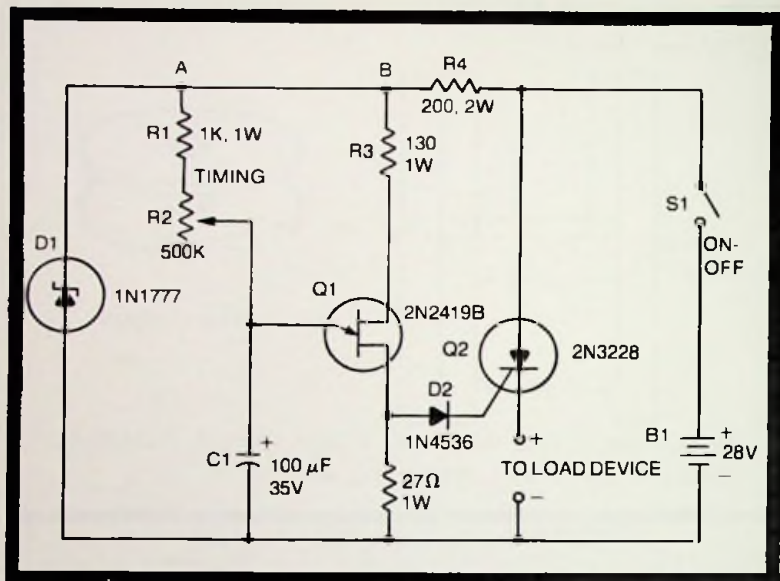 A
B
R4
200, 2W
R1
1K, 1W
R3
130
1W
TIMING
R2
500K
S1
ON-
OFF
D1
1N1777
Q1
2N2419B
Q2
2N3228
D2
1N4536
B1
+
28V
−
C1
+
100 µF
35V
27Ω
1W
+
TO LOAD DEVICE
−